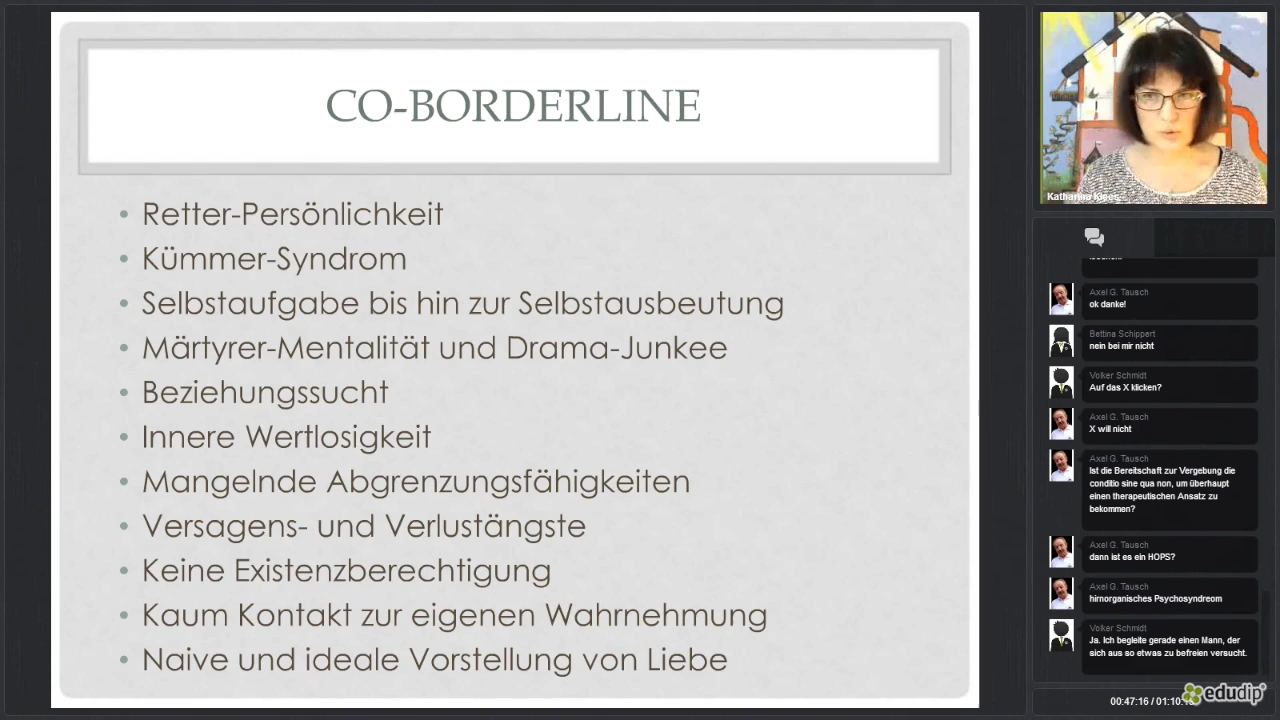 CO-BORDERLINE
• Retter-Persönlichkeit
• Kümmer-Syndrom
• Selbstaufgabe bis hin zur Selbstausbeutung
• Märtyrer-Mentalität und Drama-Junkee
• Beziehungssucht
• Innere Wertlosigkeit
• Mangelnde Abgrenzungsfähigkeiten
• Versagens- und Verlustängste
• Keine Existenzberechtigung
• Kaum Kontakt zur eigenen Wahrnehmung
• Naive und ideale Vorstellung von Liebe
Katharina Klees
Axel G. Tausch
ok danke!
Bettina Schippert
nein bei mir nicht
Volker Schmidt
Auf das X klicken?
Axel G. Tausch
X will nicht
Axel G. Tausch
Ist die Bereitschaft zur Vergebung die
conditio sine qua non, um überhaupt
einen therapeutischen Ansatz zu
bekommen?
Axel G. Tausch
dann ist es ein HOPS?
Axel G. Tausch
hirnorganisches Psychosyndreom
Volker Schmidt
Ja. Ich begleite gerade einen Mann, der
sich aus so etwas zu befreien versucht.
00:47:16 / 01:10:
edudip